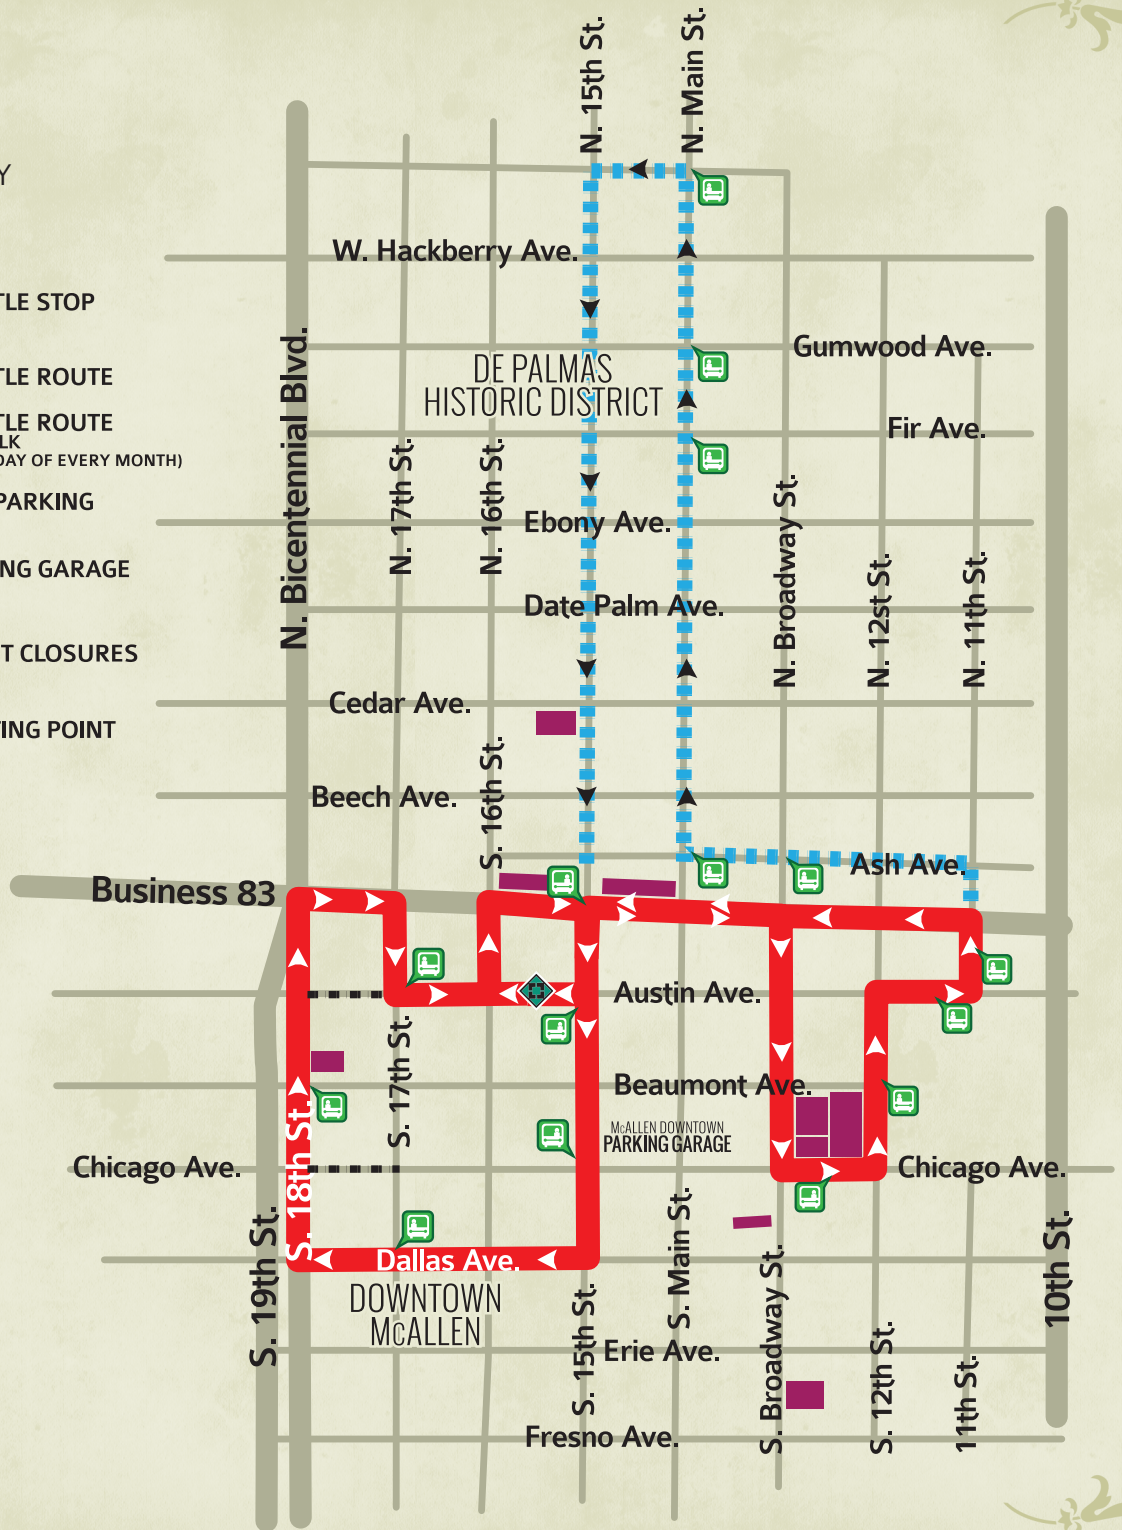 N. 15th St.
N. Main St.
Y
W. Hackberry Ave.
TLE STOP
Gumwood Ave.
DE PALMAS
HISTORIC DISTRICT
TLE ROUTE
TLE ROUTE
LK
DAY OF EVERY MONTH)
Fir Ave.
N. Bicentennial Blvd.
N. 17th St.
N. 16th St.
PARKING
Ebony Ave.
N. Broadway St.
N. 12st St.
N. 11th St.
NG GARAGE
Date Palm Ave.
T CLOSURES
Cedar Ave.
TING POINT
S. 16th St.
Beech Ave.
Ash Ave.
Business 83
Austin Ave.
S. 17th St.
Beaumont Ave.
McALLEN DOWNTOWN
PARKING GARAGE
Chicago Ave.
S. 18th St.
Chicago Ave.
S. 19th St.
S. Main St.
10th St.
Dallas Ave.
DOWNTOWN
McALLEN
S. 15th St.
Erie Ave.
S. Broadway St.
S. 12th St.
11th St.
Fresno Ave.